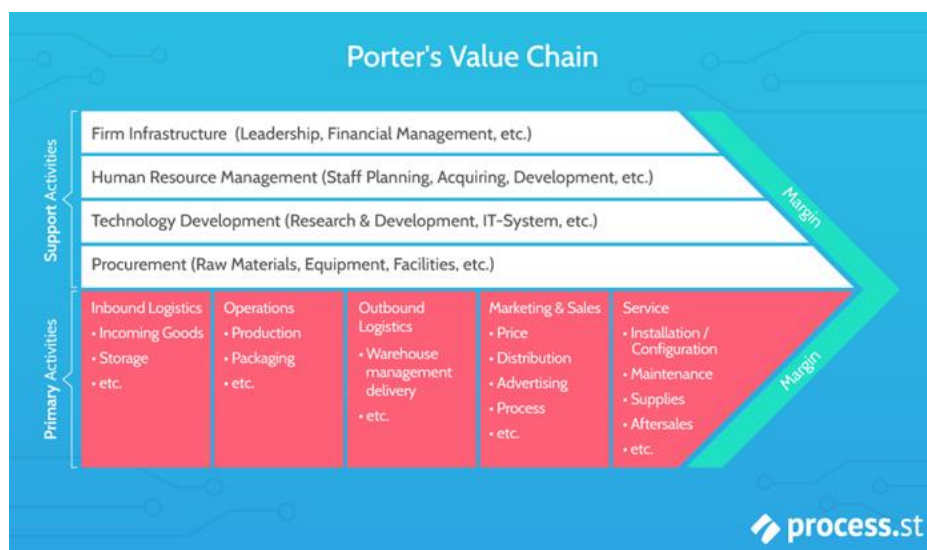 Porter's Value Chain
Support Activities
Firm Infrastructure (Leadership, Financial Management, etc.)
Human Resource Management (Staff Planning, Acquiring, Development, etc.)
Technology Development (Research & Development, IT-System, etc.)
Procurement (Raw Materials, Equipment, Facilities, etc.)
Margin
Primary Activities
Inbound Logistics
• Incoming Goods
• Storage
• etc.
Operations
• Production
• Packaging
• etc.
Outbound
Logistics
• Warehouse
management
delivery
• etc.
Marketing & Sales
• Price
• Distribution
• Advertising
• Process
• etc.
Service
• Installation /
Configuration
• Maintenance
• Supplies
• Aftersales
• etc.
Margin
process.st